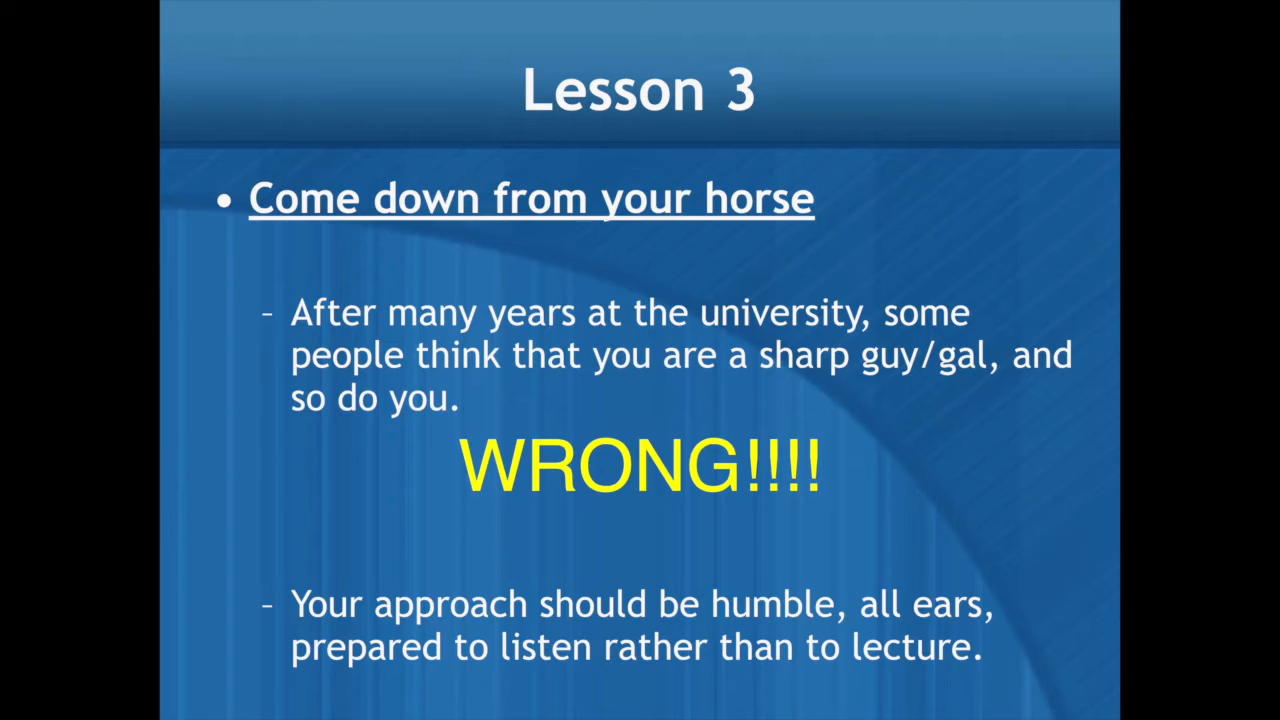 Lesson 3
• Come down from your horse
– After many years at the university, some
people think that you are a sharp guy/gal, and
so do you.
WRONG!!!!
– Your approach should be humble, all ears,
prepared to listen rather than to lecture.